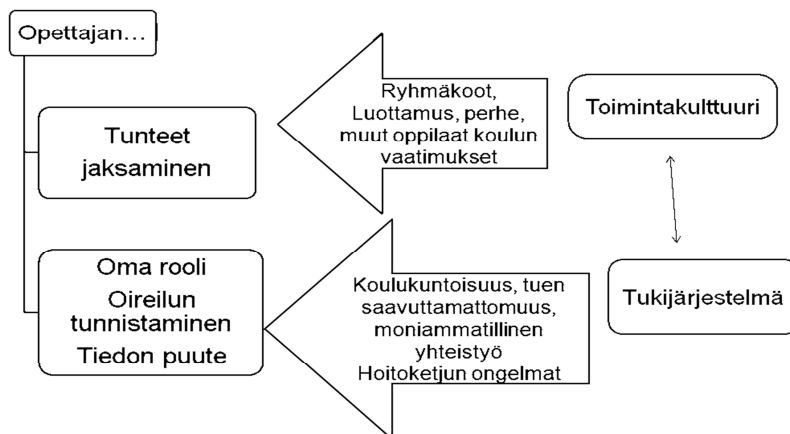 Opettajan…
Tunteet
jaksaminen
Ryhmäkoot,
Luottamus, perhe,
muut oppilaat koulun
vaatimukset
Toimintakulttuuri
Oma rooli
Oireilun
tunnistaminen
Tiedon puute
Koulukuntoisuus, tuen
saavuttamattomuus,
moniammatillinen
yhteistyö
Hoitoketjun ongelmat
Tukijärjestelmä